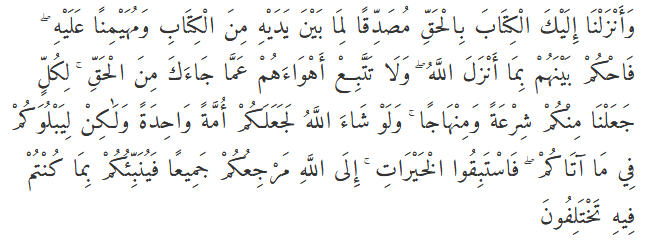 وَأَنْزَلْنَا إِلَيْكَ الْكِتَابَ بِالْحَقِّ مُصَدِّقًا لِمَا بَيْنَ يَدَيْهِ مِنَ الْكِتَابِ وَمُهَيْمِنًا عَلَيْهِ ۖ
فَاحْكُمْ بَيْنَهُمْ بِمَا أَنْزَلَ اللَّهُ ۖ وَلَا تَتَّبِعْ أَهْوَاءَهُمْ عَمَّا جَاءَكَ مِنَ الْحَقِّ ۚ لِكُلٍّ
جَعَلْنَا مِنْكُمْ شِرْعَةً وَمِنْهَاجًا ۚ وَلَوْ شَاءَ اللَّهُ لَجَعَلَكُمْ أُمَّةً وَاحِدَةً وَلَٰكِنْ لِيَبْلُوَكُمْ
فِي مَا آتَاكُمْ ۖ فَاسْتَبِقُوا الْخَيْرَاتِ ۚ إِلَى اللَّهِ مَرْجِعُكُمْ جَمِيعًا فَيُنَبِّئُكُمْ بِمَا كُنْتُمْ
فِيهِ تَخْتَلِفُونَ